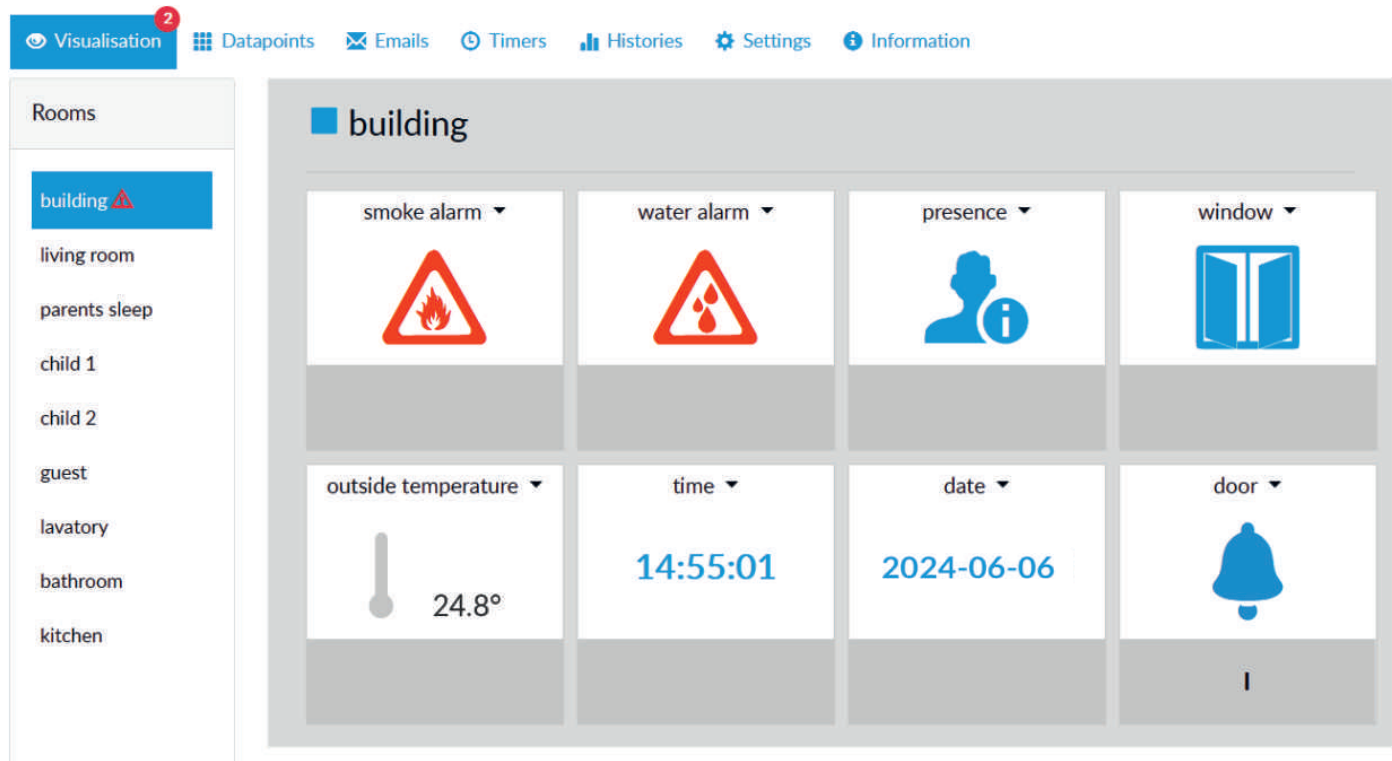 2
Visualisation Datapoints Emails Timers Histories Settings Information
Rooms
building
living room
parents sleep
child 1
child 2
guest
lavatory
bathroom
kitchen
building
smoke alarm water alarm presence window
outside temperature time date door
24.8° 14:55:01 2024-06-06
I